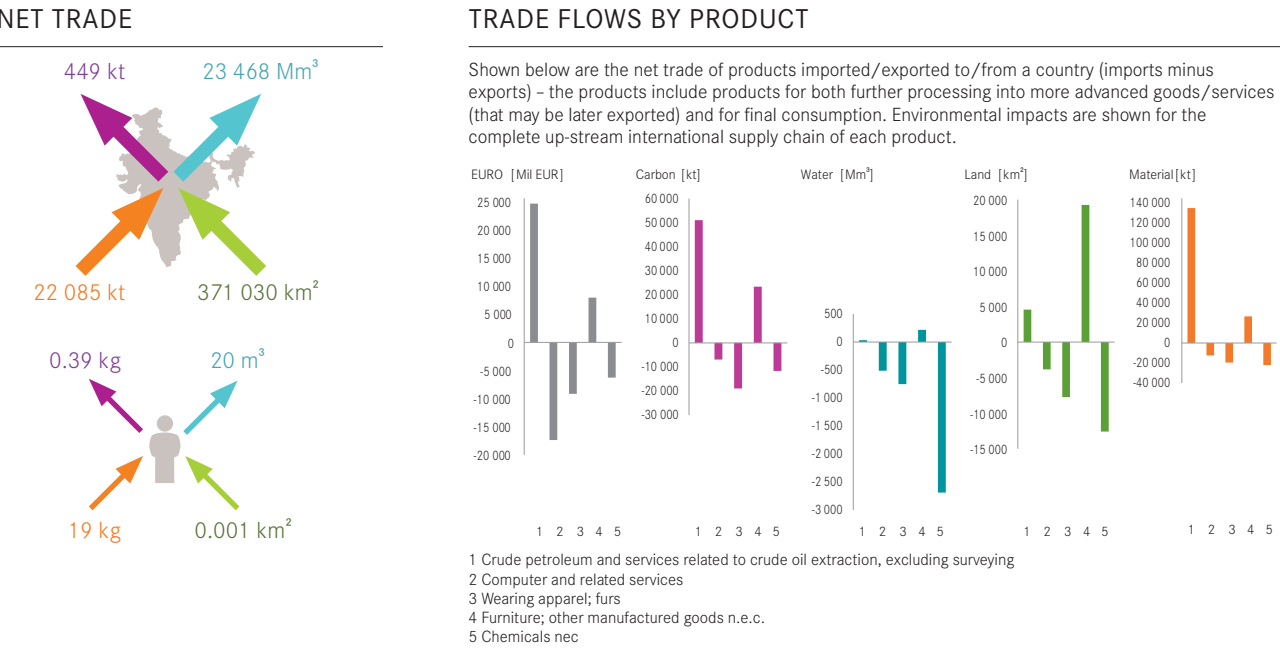 NET TRADE
449 kt
23 468 Mm³
22 085 kt
371 030 km²
0.39 kg
20 m³
19 kg
0.001 km²
TRADE FLOWS BY PRODUCT
Shown below are the net trade of products imported/exported to/from a country (imports minus
exports) – the products include products for both further processing into more advanced goods/services
(that may be later exported) and for final consumption. Environmental impacts are shown for the
complete up-stream international supply chain of each product.
EURO [Mil EUR]
25 000
20 000
15 000
10 000
5 000
0
-5 000
-10 000
-15 000
-20 000
1 2 3 4 5
Carbon [kt]
60 000
50 000
40 000
30 000
20 000
10 000
0
-10 000
-20 000
-30 000
1 2 3 4 5
Water [Mm³]
500
0
-500
-1 000
-1 500
-2 000
-2 500
-3 000
1 2 3 4 5
Land [km²]
20 000
15 000
10 000
5 000
0
-5 000
-10 000
-15 000
1 2 3 4 5
Material [kt]
140 000
120 000
100 000
80 000
60 000
40 000
20 000
0
-20 000
-40 000
1 2 3 4 5
1 Crude petroleum and services related to crude oil extraction, excluding surveying
2 Computer and related services
3 Wearing apparel; furs
4 Furniture; other manufactured goods n.e.c.
5 Chemicals nec